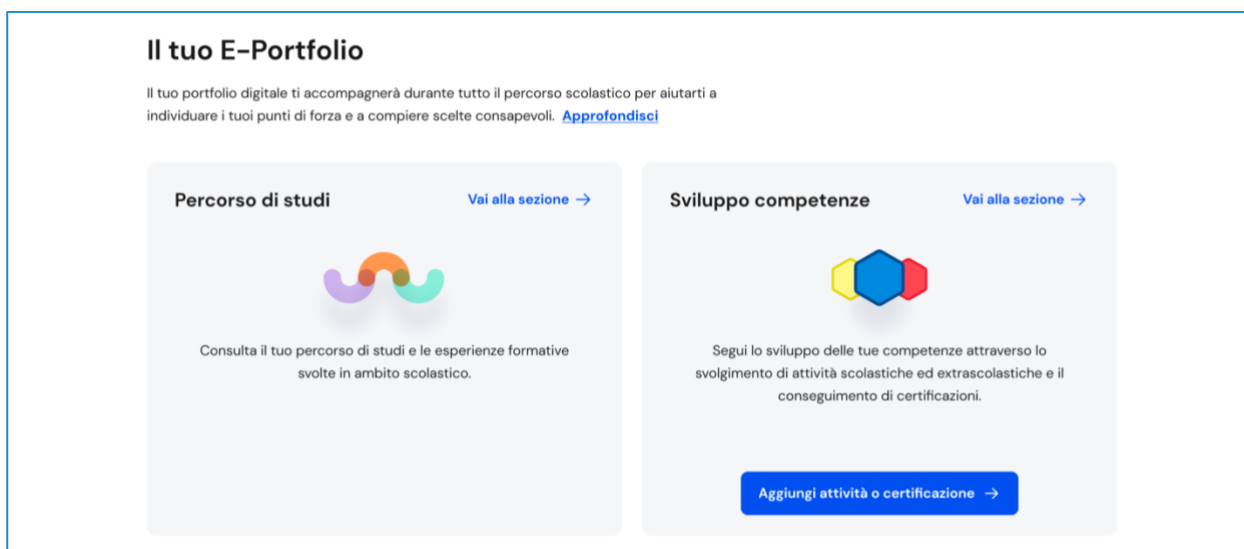 Il tuo E-Portfolio
Il tuo portfolio digitale ti accompagnerà durante tutto il percorso scolastico per aiutarti a
individuare i tuoi punti di forza e a compiere scelte consapevoli. Approfondisci
Percorso di studi
Vai alla sezione →
Consulta il tuo percorso di studi e le esperienze formative
svolte in ambito scolastico.
Sviluppo competenze
Vai alla sezione →
Segui lo sviluppo delle tue competenze attraverso lo
svolgimento di attività scolastiche ed extrascolastiche e il
conseguimento di certificazioni.
Aggiungi attività o certificazione →